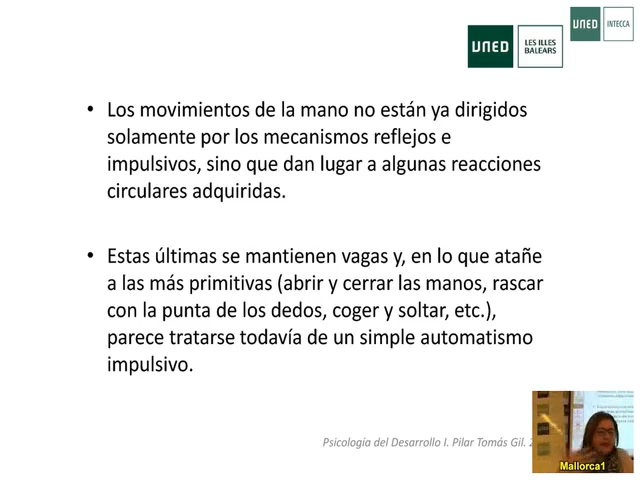 UNED
INTECCA
UNED
LES ILLES
BALEARS
• Los movimientos de la mano no están ya dirigidos
solamente por los mecanismos reflejos e
impulsivos, sino que dan lugar a algunas reacciones
circulares adquiridas.
• Estas últimas se mantienen vagas y, en lo que atañe
a las más primitivas (abrir y cerrar las manos, rascar
con la punta de los dedos, coger y soltar, etc.),
parece tratarse todavía de un simple automatismo
impulsivo.
Psicología del Desarrollo I. Pilar Tomás Gil.
Mallorca1